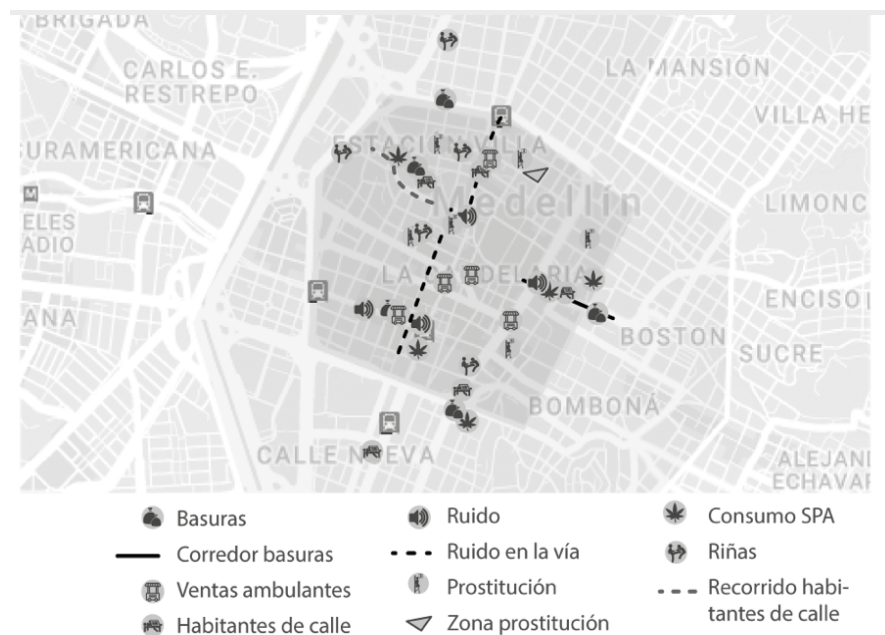 BRIGADA
CARLOS E.
RESTREPO
LA MANSIÓN
VILLA HE
ESTACIÓN VILLA
SURAMERICANA
Medellín
LIMONC
M
ELES
ADIO
LA CANDELARIA
ENCISO
ANA
BOSTON
SUCRE
BOMBONÁ
CALLE NUEVA
ALEJAN
ECHAVAR
Basuras
Corredor basuras
Ventas ambulantes
Habitantes de calle
Ruido
Ruido en la vía
Prostitución
Zona prostitución
Consumo SPA
Riñas
Recorrido habi-
tantes de calle